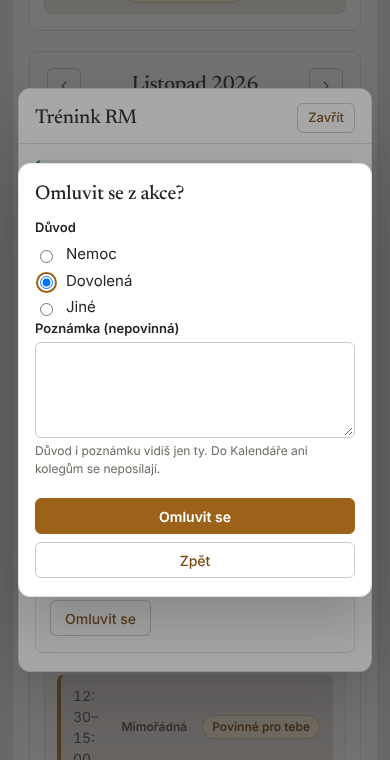 Listopad 2026
Trénink RM
Zavřít
Omluvit se z akce?
Důvod
Nemoc
Dovolená
Jiné
Poznámka (nepovinná)
Důvod i poznámku vidíš jen ty. Do Kalendáře ani
kolegům se neposílají.
Omluvit se
Zpět
Omluvit se
12:
30–
15:
00
Mimořádná
Povinné pro tebe